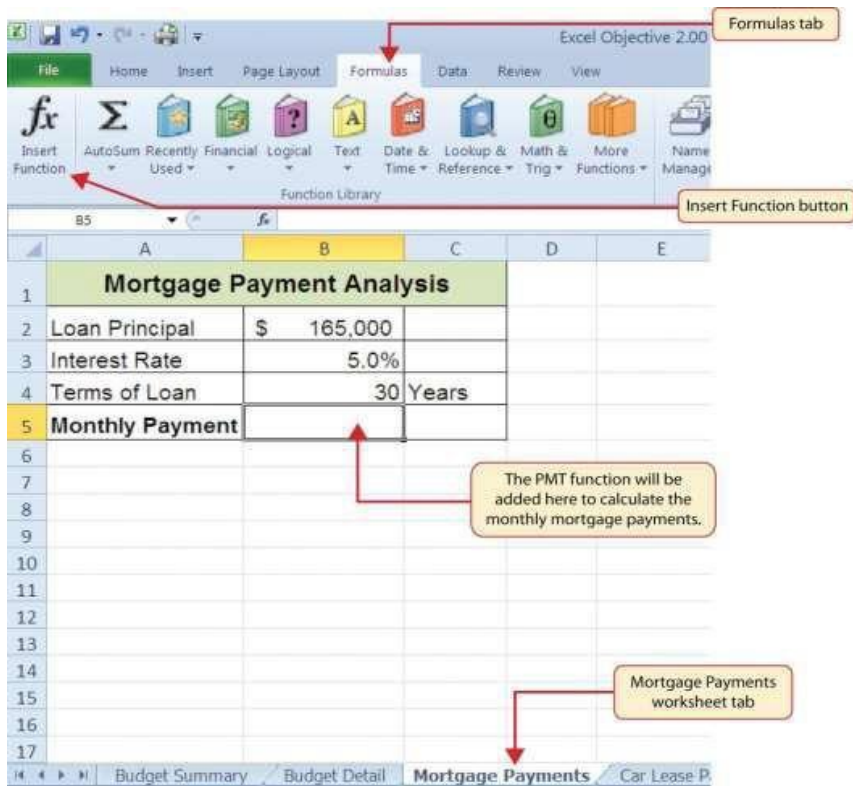 Formulas tab
Excel Objective 2.00
File Home Insert Page Layout Formulas Data Review View
fx Σ ? A θ
Insert Function AutoSum Recently Used Financial Logical Text Date & Time Lookup & Reference Math & Trig More Functions Name
Function Library
Insert Function button
B5 fx
A B C D E
1 Mortgage Payment Analysis
2 Loan Principal $ 165,000
3 Interest Rate 5.0%
4 Terms of Loan 30 Years
5 Monthly Payment
6
7
8
9
10
11
12
13
14
15
16
17
The PMT function will be
added here to calculate the
monthly mortgage payments.
Mortgage Payments
worksheet tab
Budget Summary Budget Detail Mortgage Payments Car Lease P